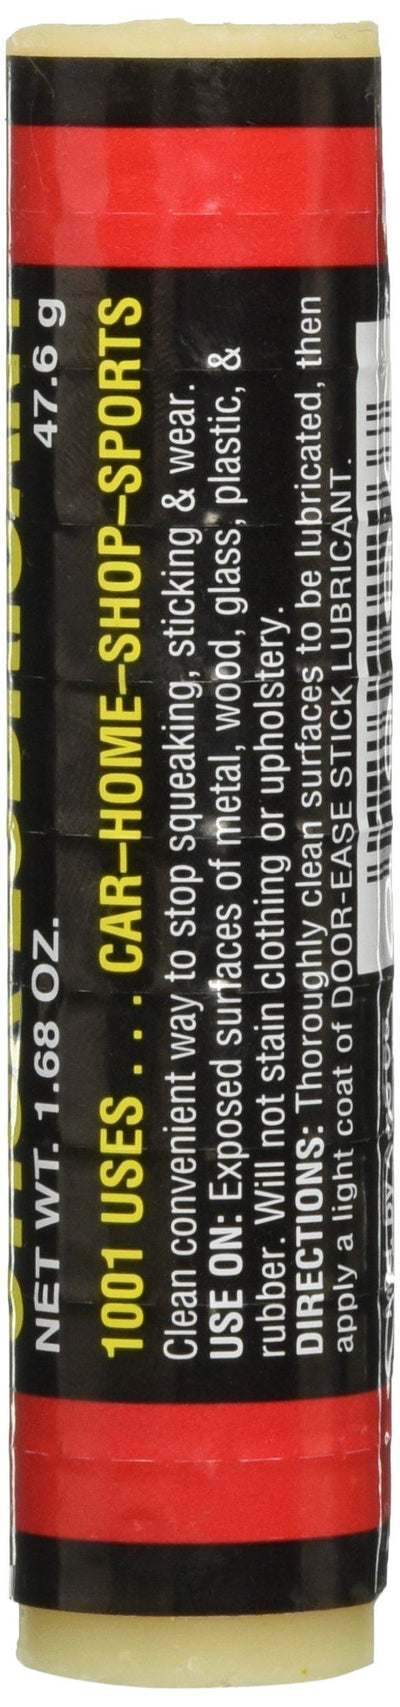 STICK LUBRICANT
NET WT. 1.68 OZ. 47.6 g
1001 USES . . . CAR–HOME–SHOP–SPORTS
Clean convenient way to stop squeaking, sticking & wear.
USE ON: Exposed surfaces of metal, wood, glass, plastic, &
rubber. Will not stain clothing or upholstery.
DIRECTIONS: Thoroughly clean surfaces to be lubricated, then
apply a light coat of DOOR-EASE STICK LUBRICANT.